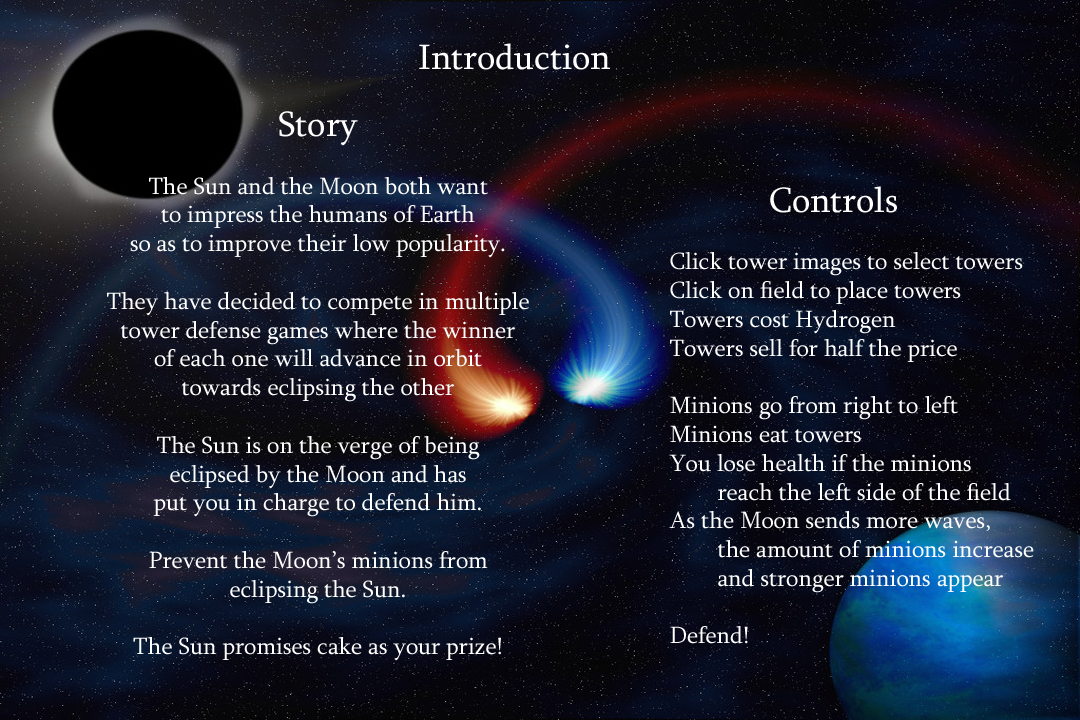 Introduction
Story
The Sun and the Moon both want
to impress the humans of Earth
so as to improve their low popularity.
They have decided to compete in multiple
tower defense games where the winner
of each one will advance in orbit
towards eclipsing the other
The Sun is on the verge of being
eclipsed by the Moon and has
put you in charge to defend him.
Prevent the Moon’s minions from
eclipsing the Sun.
The Sun promises cake as your prize!
Controls
Click tower images to select towers
Click on field to place towers
Towers cost Hydrogen
Towers sell for half the price
Minions go from right to left
Minions eat towers
You lose health if the minions
reach the left side of the field
As the Moon sends more waves,
the amount of minions increase
and stronger minions appear
Defend!